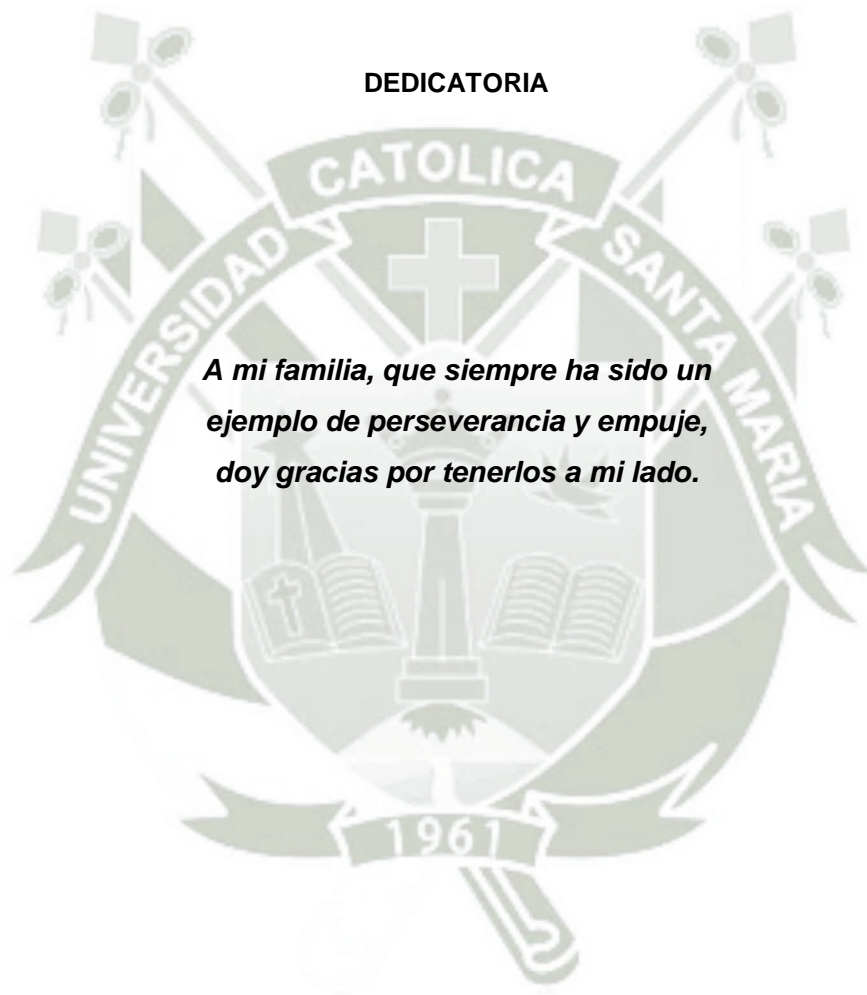 DEDICATORIA
UNIVERSIDAD CATOLICA SANTA MARIA
A mi familia, que siempre ha sido un
ejemplo de perseverancia y empuje,
doy gracias por tenerlos a mi lado.
1961